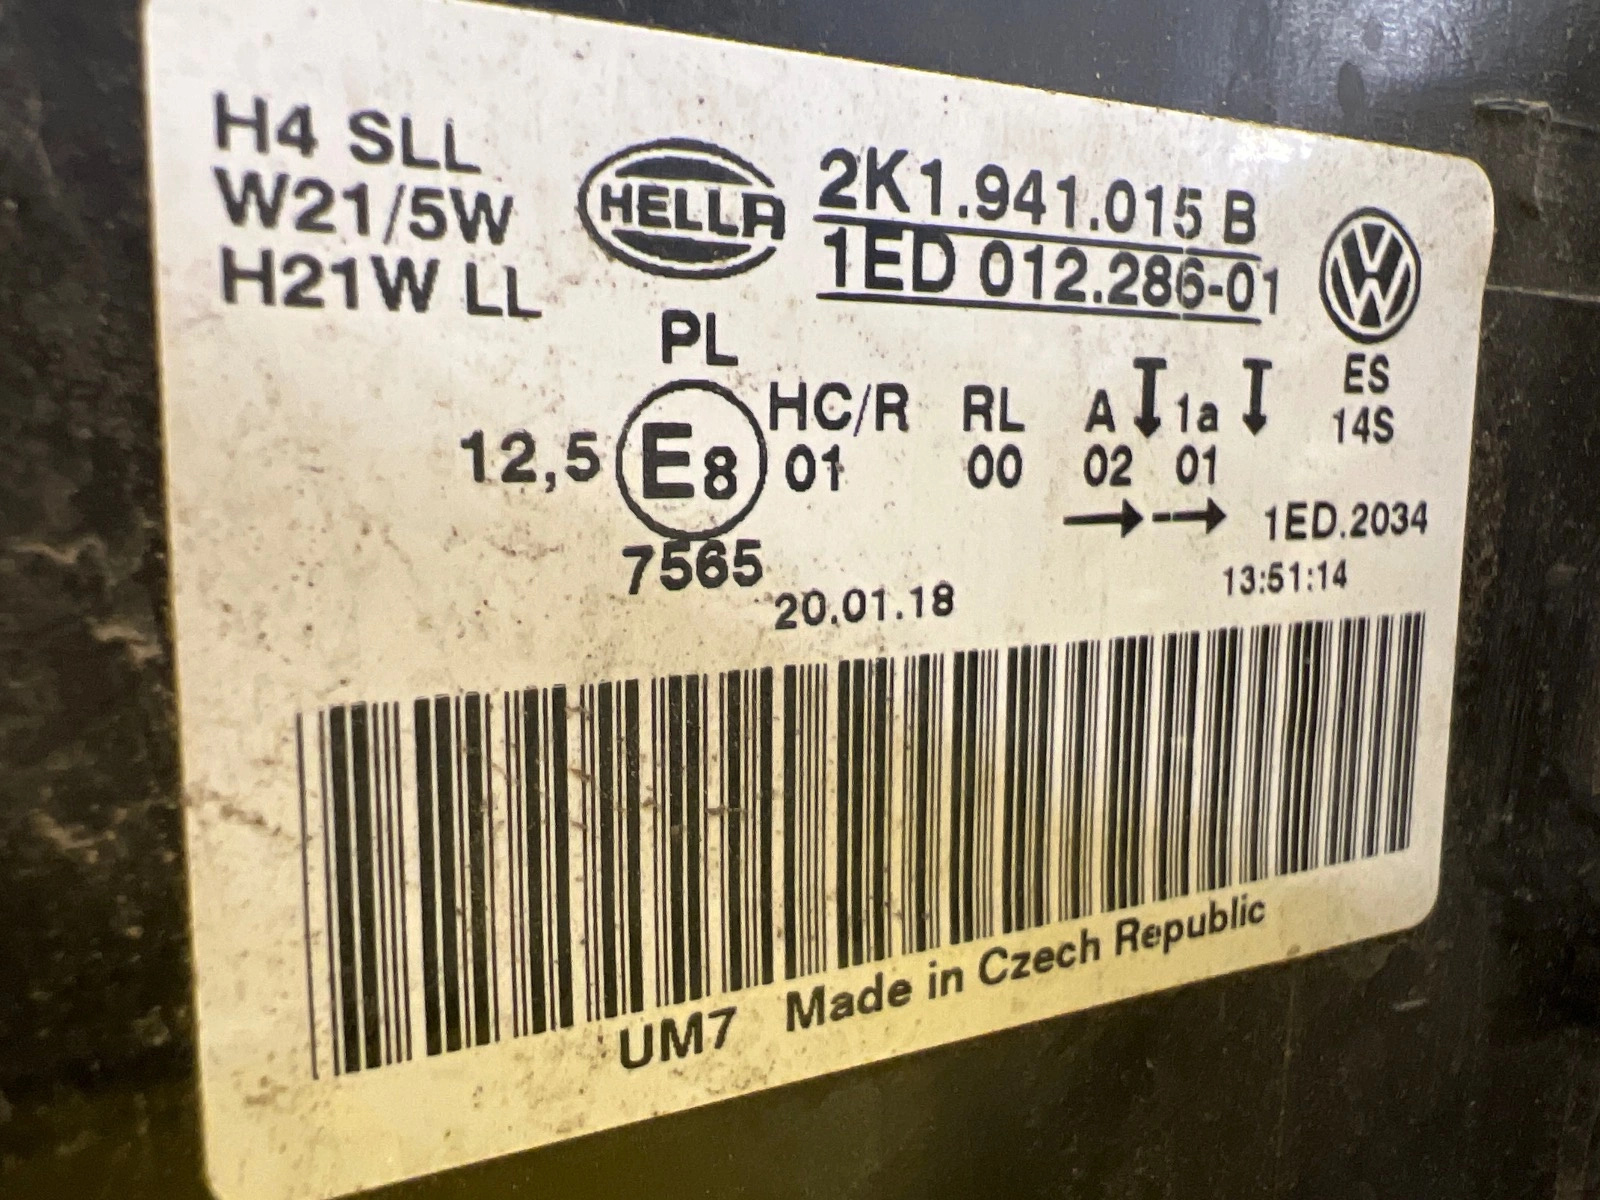 H4 SLL
W21/5W
H21W LL
HELLA
2K1.941.015 B
1ED 012.286-01
PL
12,5 E8 HC/R RL A 1a
01 00 02 01
7565
ES
14S
1ED.2034
20.01.18
13:51:14
UM7 Made in Czech Republic